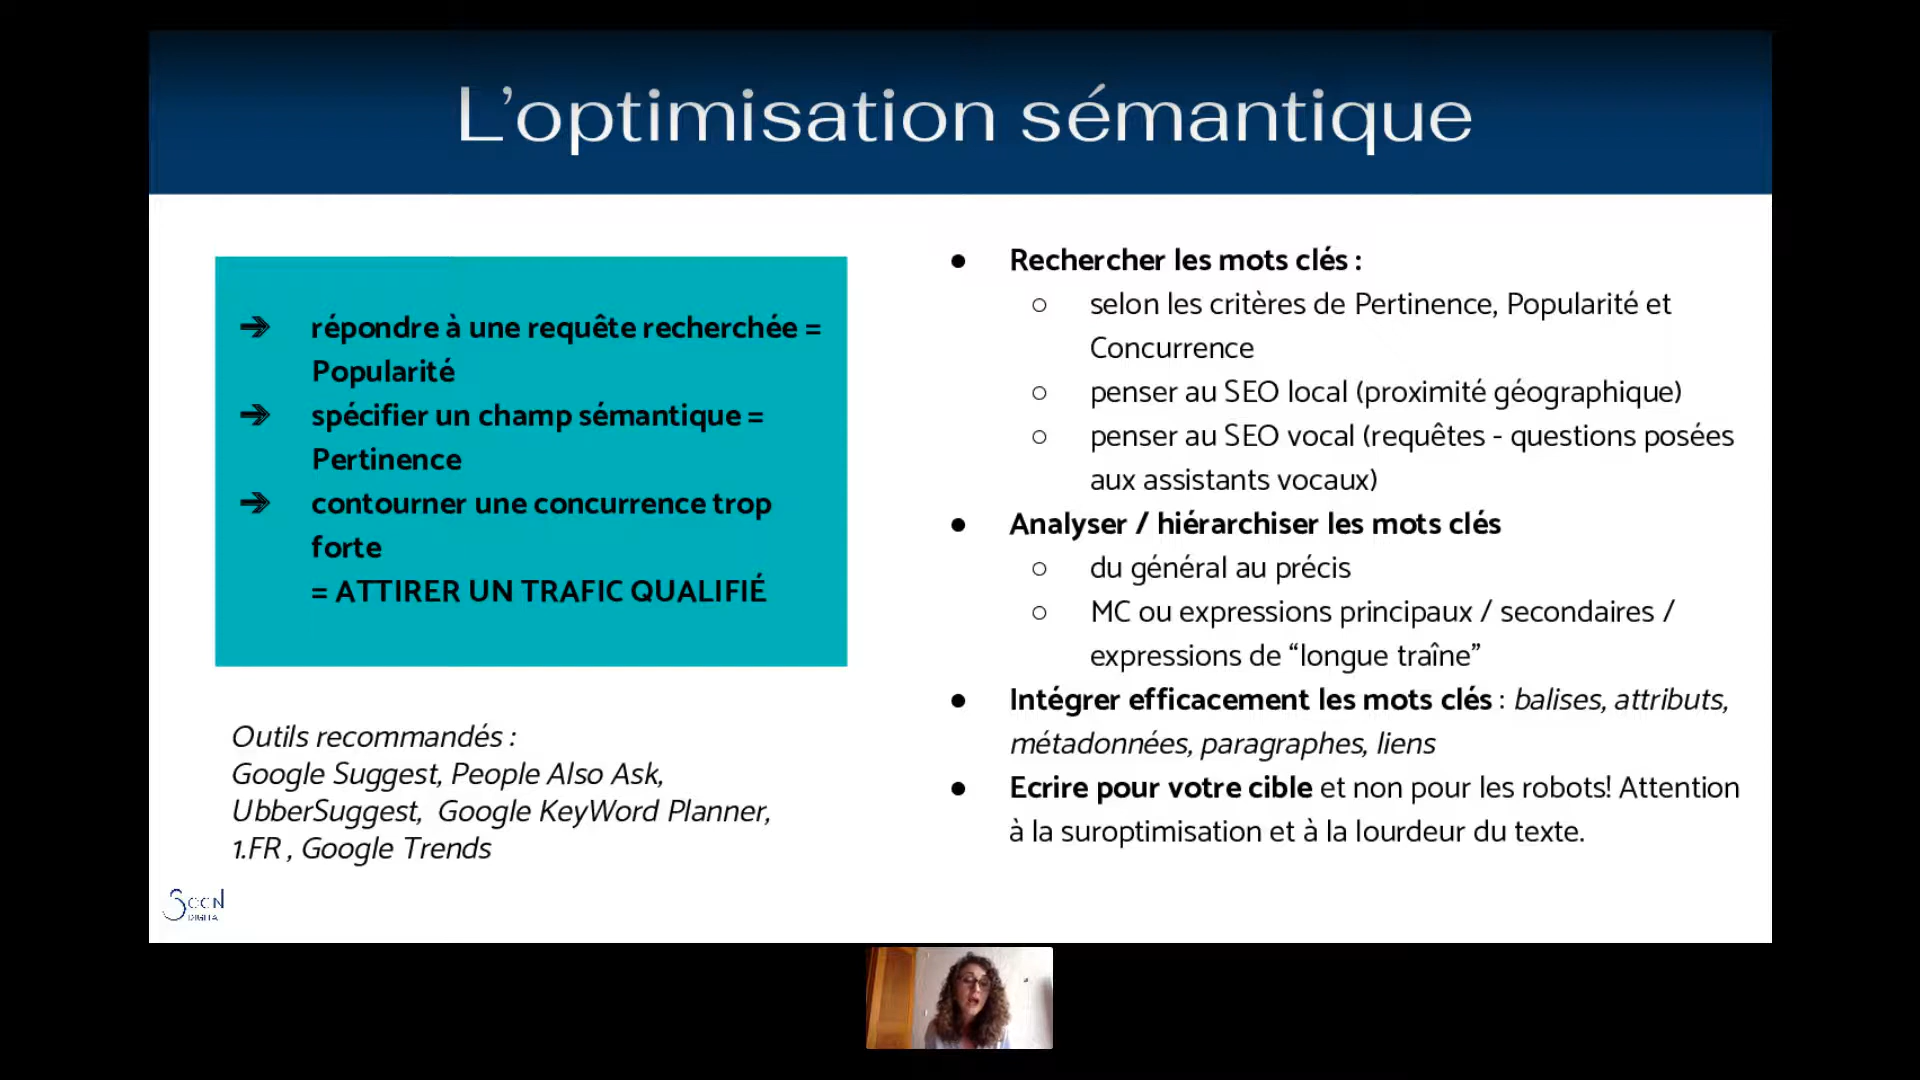 L’optimisation sémantique
➔ répondre à une requête recherchée =
Popularité
➔ spécifier un champ sémantique =
Pertinence
➔ contourner une concurrence trop
forte
= ATTIRER UN TRAFIC QUALIFIÉ
Outils recommandés :
Google Suggest, People Also Ask,
UbberSuggest, Google KeyWord Planner,
1.FR , Google Trends
● Rechercher les mots clés :
○ selon les critères de Pertinence, Popularité et
Concurrence
○ penser au SEO local (proximité géographique)
○ penser au SEO vocal (requêtes - questions posées
aux assistants vocaux)
● Analyser / hiérarchiser les mots clés
○ du général au précis
○ MC ou expressions principaux / secondaires /
expressions de “longue traîne”
● Intégrer efficacement les mots clés : balises, attributs,
métadonnées, paragraphes, liens
● Ecrire pour votre cible et non pour les robots! Attention
à la suroptimisation et à la lourdeur du texte.